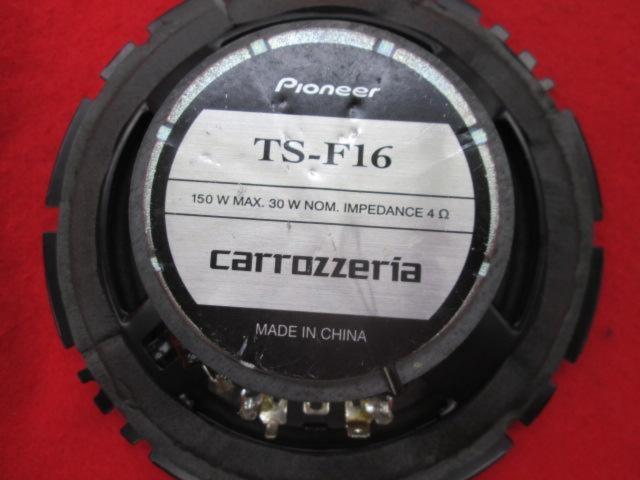 Pioneer
TS-F16
150 W MAX. 30 W NOM. IMPEDANCE 4 Ω
carrozzeria
MADE IN CHINA